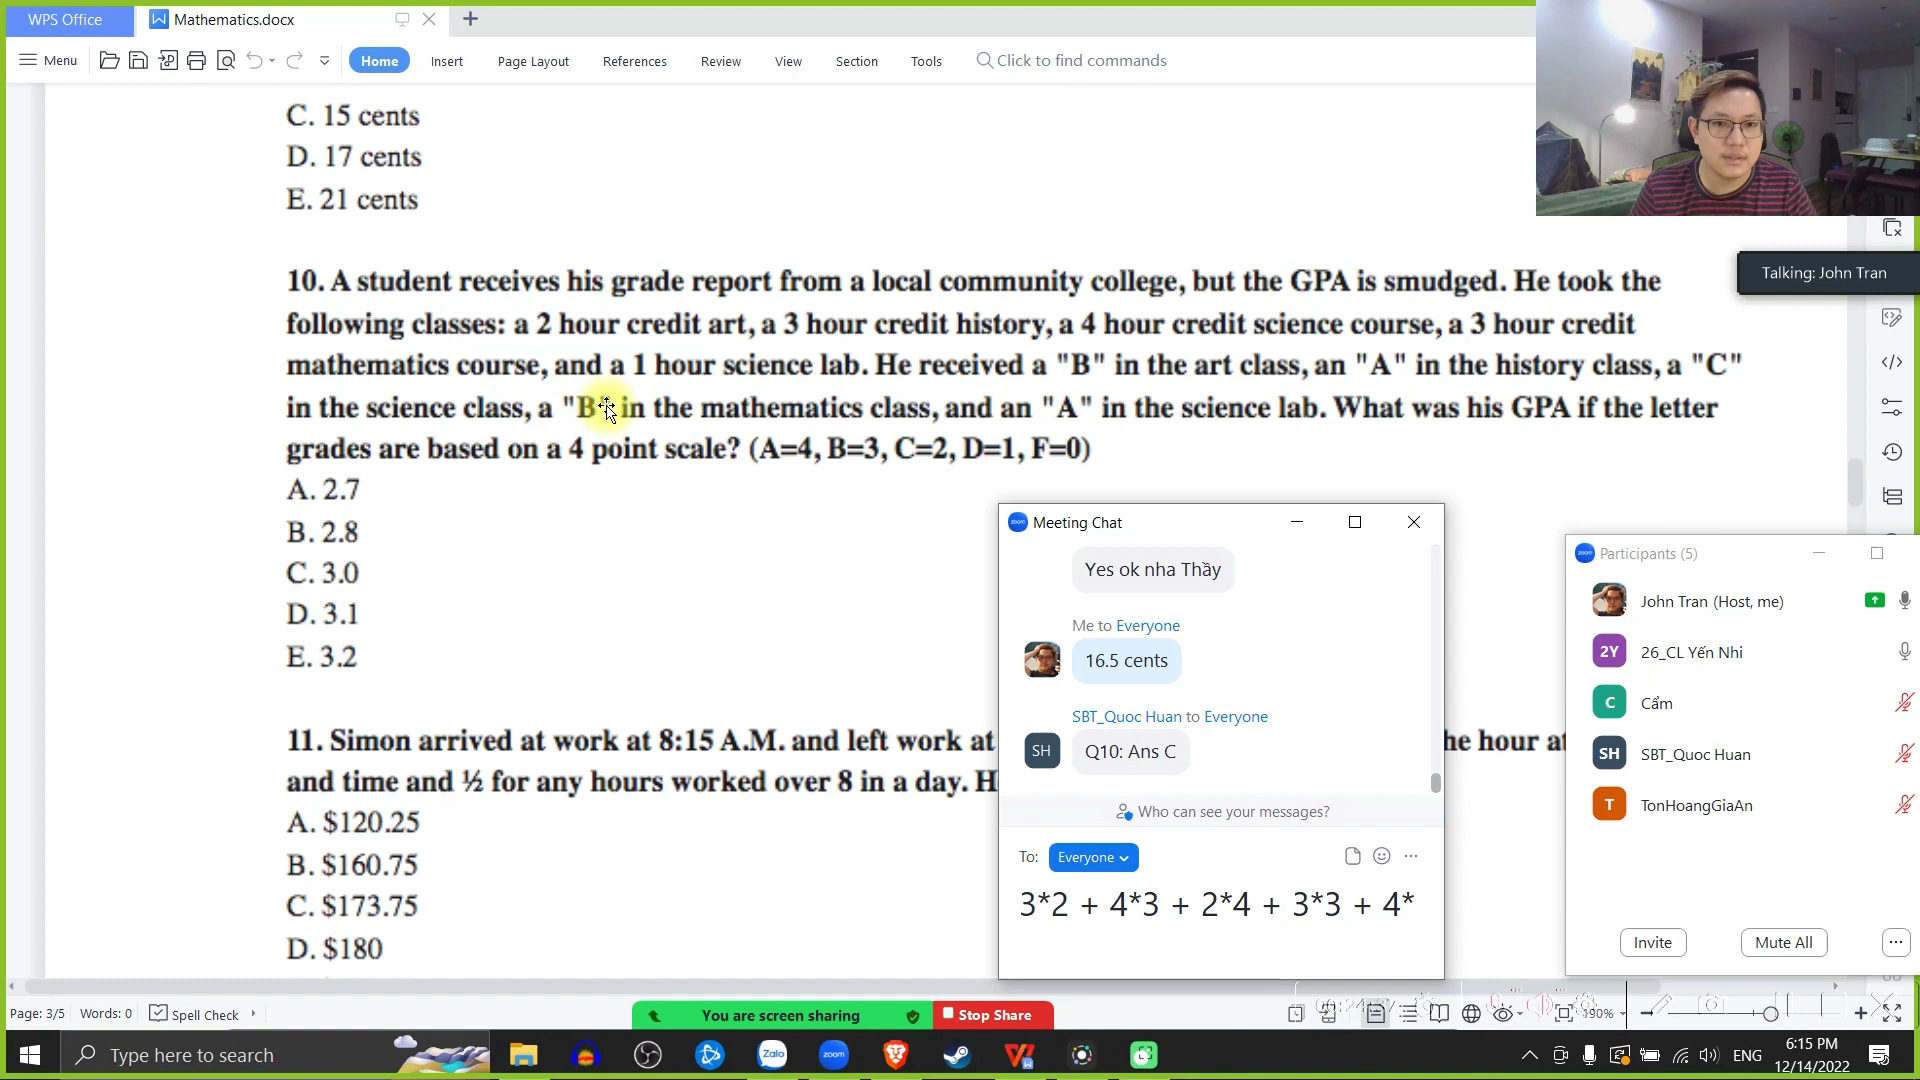 WPS Office
Mathematics.docx
Menu
Home
Insert
Page Layout
References
Review
View
Section
Tools
Click to find commands
C. 15 cents
D. 17 cents
E. 21 cents
10. A student receives his grade report from a local community college, but the GPA is smudged. He took the
following classes: a 2 hour credit art, a 3 hour credit history, a 4 hour credit science course, a 3 hour credit
mathematics course, and a 1 hour science lab. He received a "B" in the art class, an "A" in the history class, a "C"
in the science class, a "B" in the mathematics class, and an "A" in the science lab. What was his GPA if the letter
grades are based on a 4 point scale? (A=4, B=3, C=2, D=1, F=0)
A. 2.7
B. 2.8
C. 3.0
D. 3.1
E. 3.2
11. Simon arrived at work at 8:15 A.M. and left work at
he hour at
and time and ½ for any hours worked over 8 in a day. H
A. $120.25
B. $160.75
C. $173.75
D. $180
Talking: John Tran
zoom
Meeting Chat
Yes ok nha Thầy
Me to Everyone
16.5 cents
SBT_Quoc Huan to Everyone
SH
Q10: Ans C
Who can see your messages?
To:
Everyone
3*2 + 4*3 + 2*4 + 3*3 + 4*
zoom
Participants (5)
John Tran (Host, me)
2Y
26_CL Yến Nhi
C
Cẩm
SH
SBT_Quoc Huan
T
TonHoangGiaAn
Invite
Mute All
Page: 3/5
Words: 0
Spell Check
You are screen sharing
Stop Share
190%
Type here to search
Zalo
zoom
ENG
6:15 PM
12/14/2022